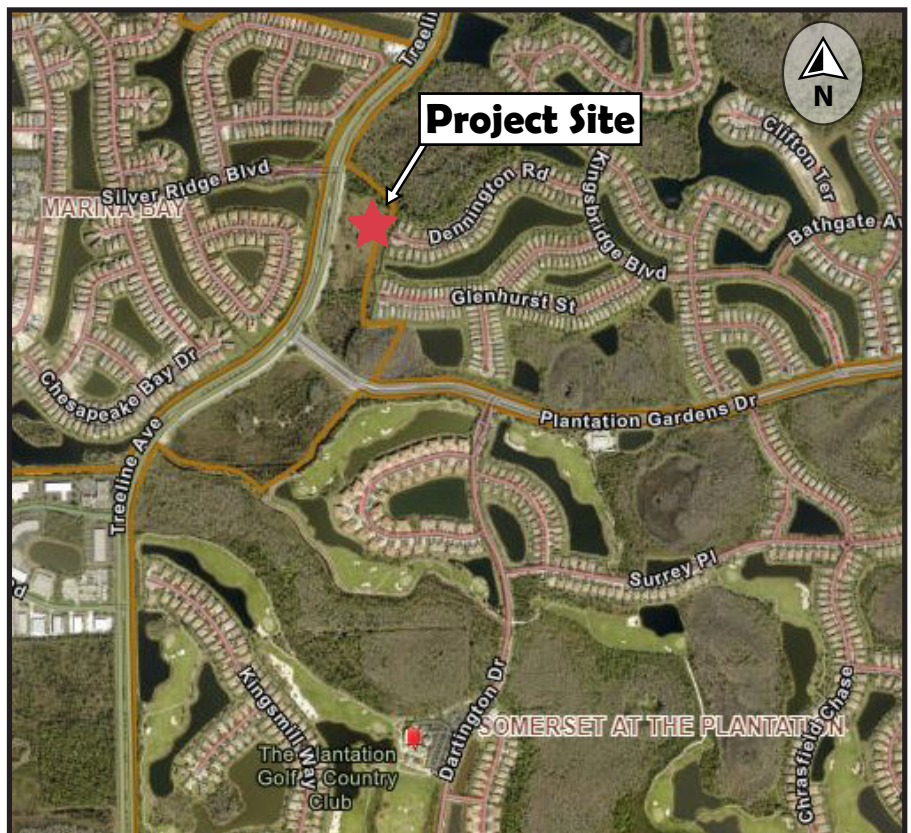 Treeli
N
Project Site
Clifton Ter
Silver Ridge Blvd
MARINA BAY
Dennington Rd
Kingsbridge Blvd
Bathgate Av
Glenhurst St
Chesapeake Bay Dr
Plantation Gardens Dr
Treeline Ave
Surrey Pl
d
Kingsmill Way
Dartington Dr
SOMERSET AT THE PLANTATION
Chrasfield Chase
The Plantation
Golf & Country
Club